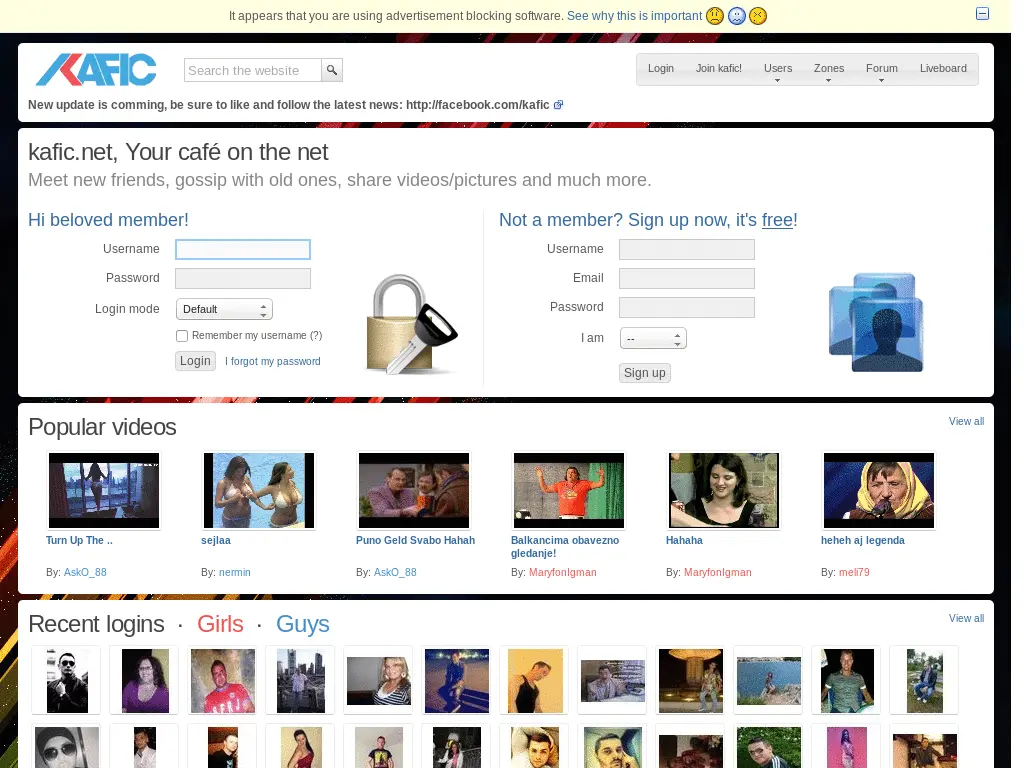 It appears that you are using advertisement blocking software. See why this is important
KAFIC
Search the website
Login
Join kafic!
Users
Zones
Forum
Liveboard
New update is comming, be sure to like and follow the latest news: http://facebook.com/kafic
kafic.net, Your café on the net
Meet new friends, gossip with old ones, share videos/pictures and much more.
Hi beloved member!
Username
Password
Login mode
Default
Remember my username (?)
Login
I forgot my password
Not a member? Sign up now, it's free!
Username
Email
Password
I am
--
Sign up
Popular videos
View all
Turn Up The ..
By: AskO_88
sejlaa
By: nermin
Puno Geld Svabo Hahah
By: AskO_88
Balkancima obavezno
gledanje!
By: MaryfonIgman
Hahaha
By: MaryfonIgman
heheh aj legenda
By: meli79
Recent logins · Girls · Guys
View all